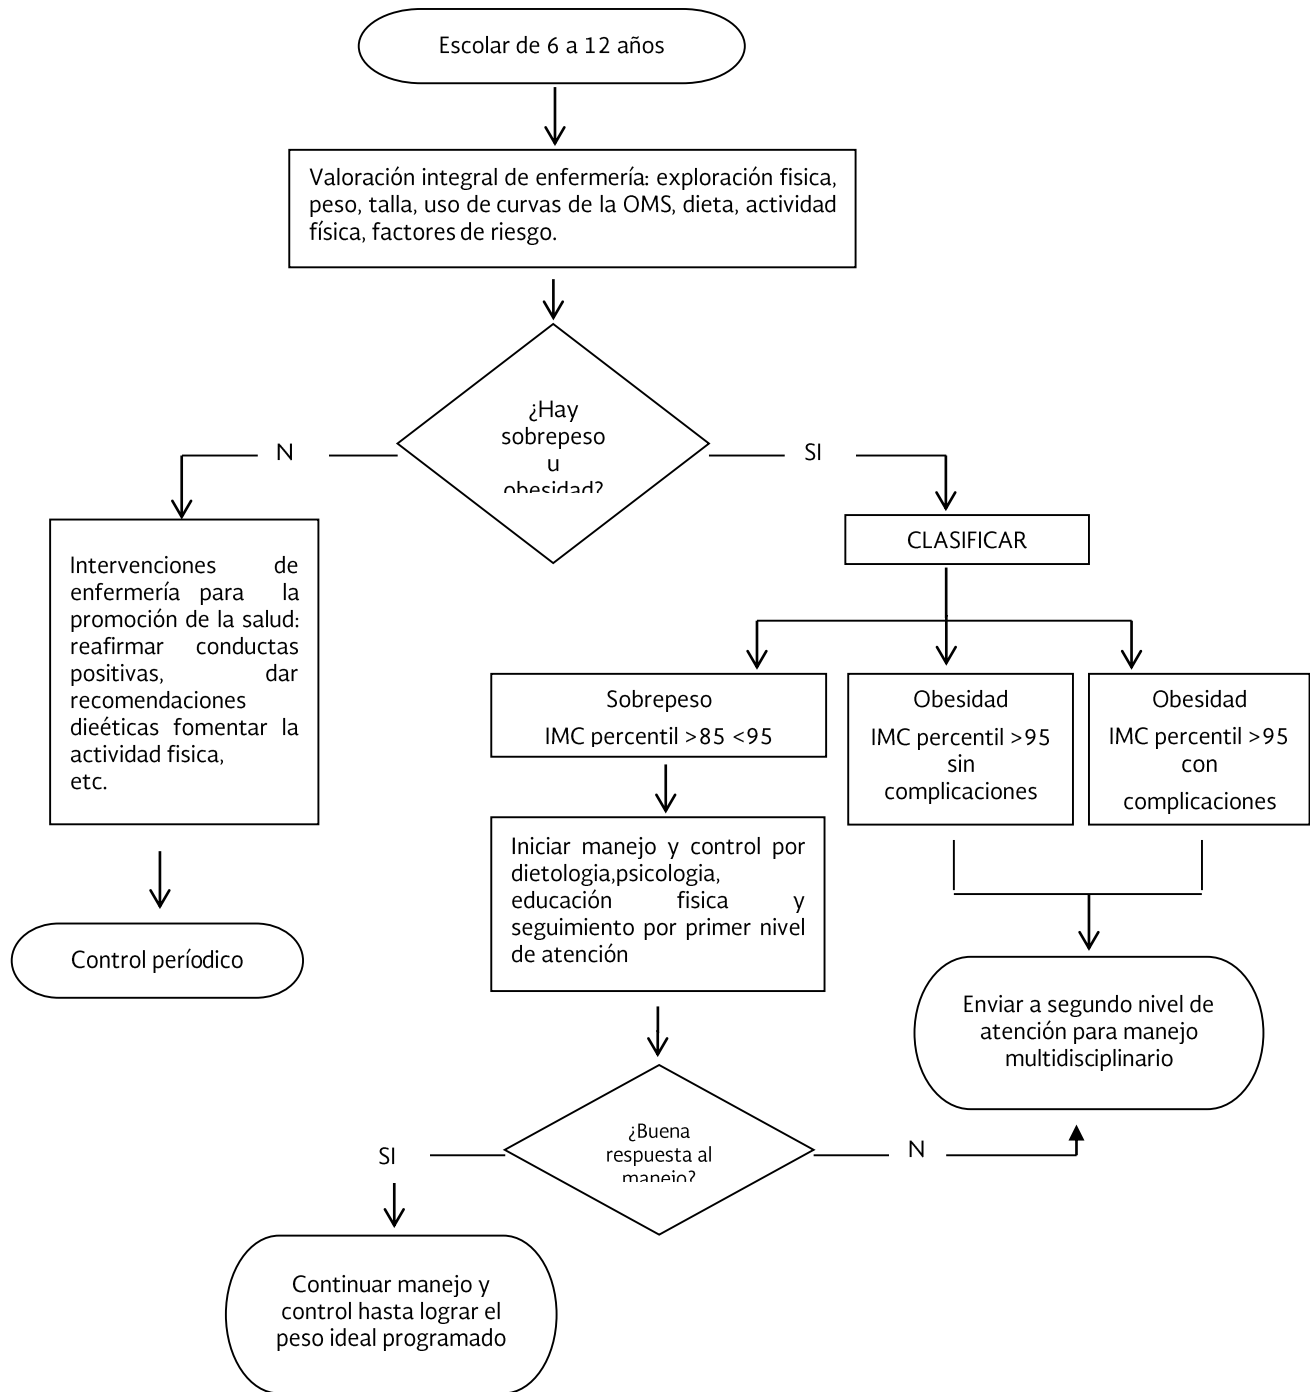 Escolar de 6 a 12 años
Valoración integral de enfermería: exploración fisica,
peso, talla, uso de curvas de la OMS, dieta, actividad
física, factores de riesgo.
¿Hay
sobrepeso
u
obesidad?
N
SI
Intervenciones de
enfermería para la
promoción de la salud:
reafirmar conductas
positivas, dar
recomendaciones
dieéticas fomentar la
actividad fisica,
etc.
Control períodico
CLASIFICAR
Sobrepeso
IMC percentil >85 <95
Obesidad
IMC percentil >95
sin
complicaciones
Obesidad
IMC percentil >95
con
complicaciones
Iniciar manejo y control por
dietologia,psicologia,
educación fisica y
seguimiento por primer nivel
de atención
Enviar a segundo nivel de
atención para manejo
multidisciplinario
¿Buena
respuesta al
manejo?
SI
N
Continuar manejo y
control hasta lograr el
peso ideal programado